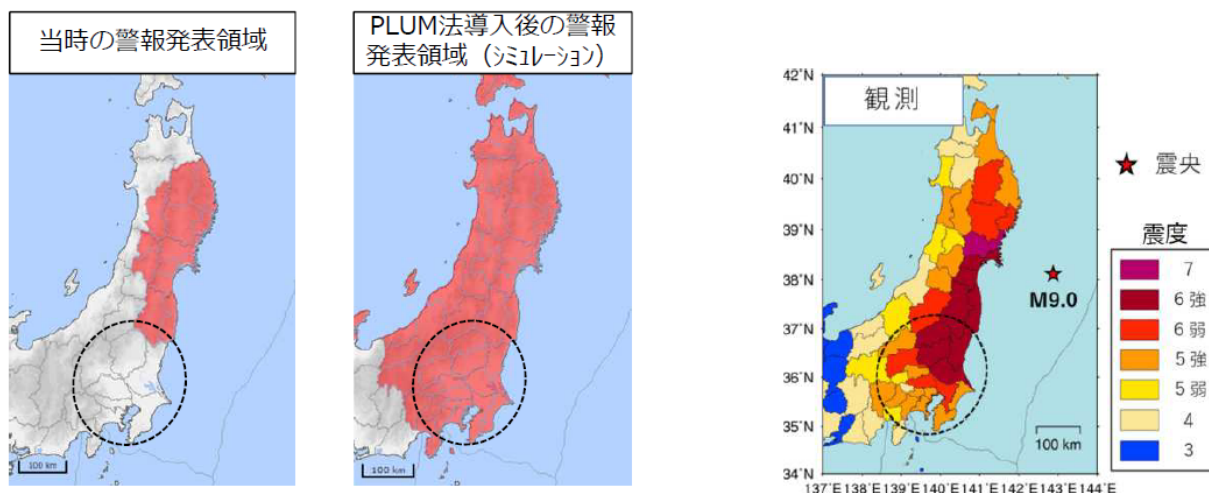 当時の警報発表領域
PLUM法導入後の警報
発表領域（ｼﾐｭﾚｰｼｮﾝ）
100 km
100 km
観測
42˚N
41˚N
40˚N
39˚N
38˚N
37˚N
36˚N
35˚N
34˚N
137˚E 138˚E 139˚E 140˚E 141˚E 142˚E 143˚E 144˚E
M9.0
100 km
震央
震度
7
6強
6弱
5強
5弱
4
3